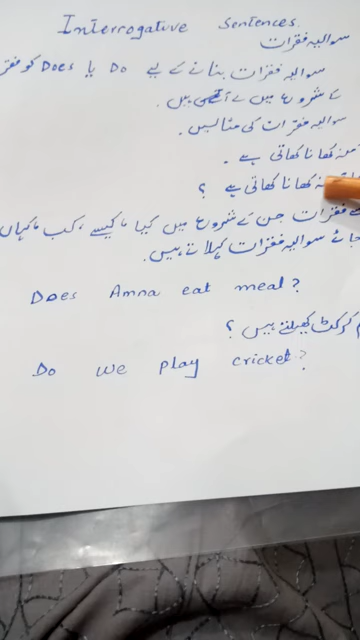 Interrogative Sentences.
سوالیہ فقرات
سوالیہ فقرات بنانے کے لیے Do یا Does کو
کے شروع میں لے آتے ہیں۔
سوالیہ فقرات کی مثالیں۔
کھانا کھاتی ہے۔
کھانا کھاتی ہے ؟
فقرات جن کے شروع میں کیا، کیسے، کب، کہاں
جائے سوالیہ فقرات کہلاتے ہیں۔
Does Amna eat meal?
کرکٹ کھیلتے ہیں ؟
Do we play cricket?